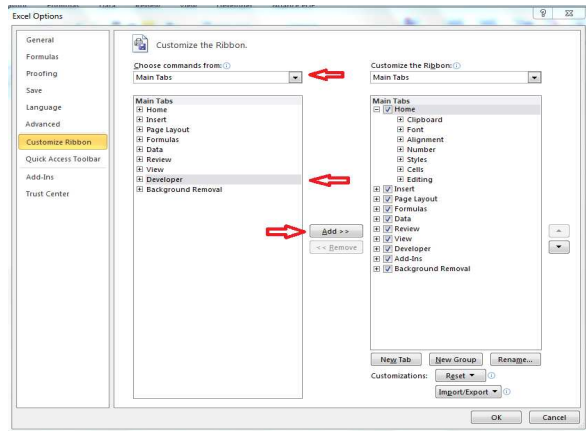 Excel Options
General
Formulas
Proofing
Save
Language
Advanced
Customize Ribbon
Quick Access Toolbar
Add-Ins
Trust Center
Customize the Ribbon.
Choose commands from:
Main Tabs
Main Tabs
Home
Insert
Page Layout
Formulas
Data
Review
View
Developer
Background Removal
Add >>
<< Remove
Customize the Ribbon:
Main Tabs
Main Tabs
Home
Clipboard
Font
Alignment
Number
Styles
Cells
Editing
Insert
Page Layout
Formulas
Data
Review
View
Developer
Add-Ins
Background Removal
New Tab New Group Rename...
Customizations: Reset
Import/Export
OK Cancel